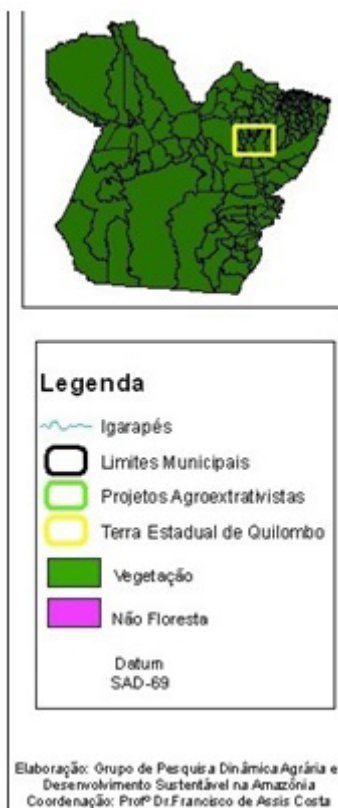 Legenda
Igarapés
Limites Municipais
Projetos Agroextrativistas
Terra Estadual de Quilombo
Vegetação
Não Floresta
Datum
SAD-69
Elaboração: Grupo de Pesquisa Dinâmica Agrária e
Desenvolvimento Sustentável na Amazônia
Coordenação: Profº Dr.Francisco de Assis Costa